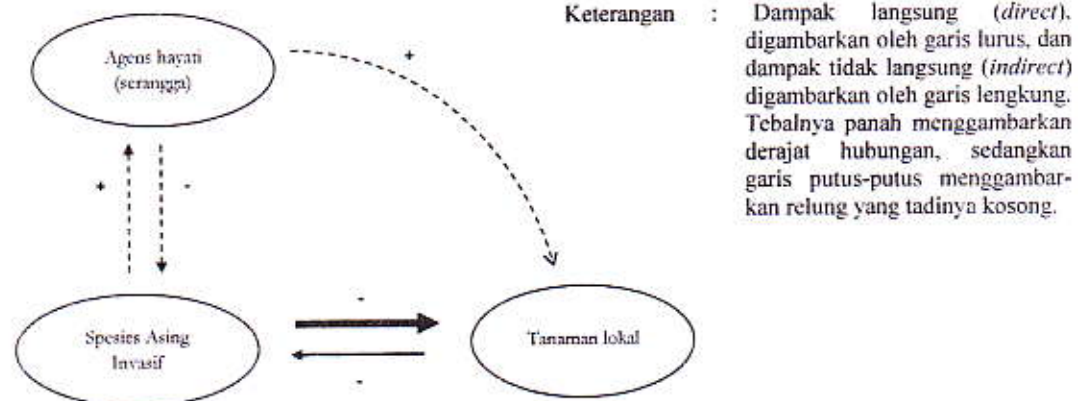 Keterangan : Dampak langsung (direct).
digambarkan oleh garis lurus, dan
dampak tidak langsung (indirect)
digambarkan oleh garis lengkung.
Tebalnya panah menggambarkan
derajat hubungan, sedangkan
garis putus-putus menggambar-
kan relung yang tadinya kosong.
Agens hayati
(serangga)
+
+
-
Spesies Asing
Invasif
-
-
Tanaman lokal